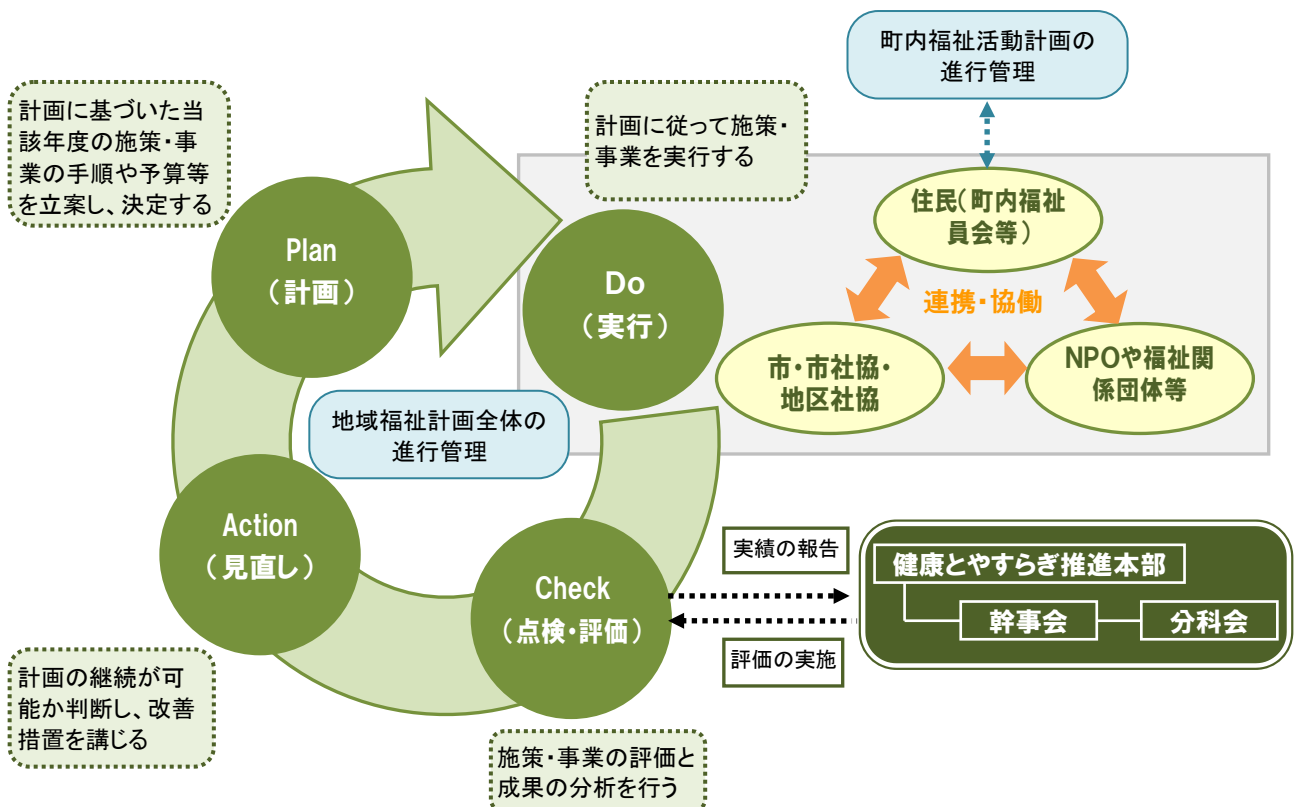 町内福祉活動計画の
進行管理
計画に基づいた当
該年度の施策・事
業の手順や予算等
を立案し、決定する
計画に従って施策・
事業を実行する
住民(町内福祉
員会等)
Plan
(計画)
Do
(実行)
連携・協働
市・市社協・
地区社協
NPOや福祉関
係団体等
地域福祉計画全体の
進行管理
Action
(見直し)
Check
(点検・評価)
実績の報告
評価の実施
健康とやすらぎ推進本部
幹事会
分科会
計画の継続が可
能か判断し、改善
措置を講じる
施策・事業の評価と
成果の分析を行う